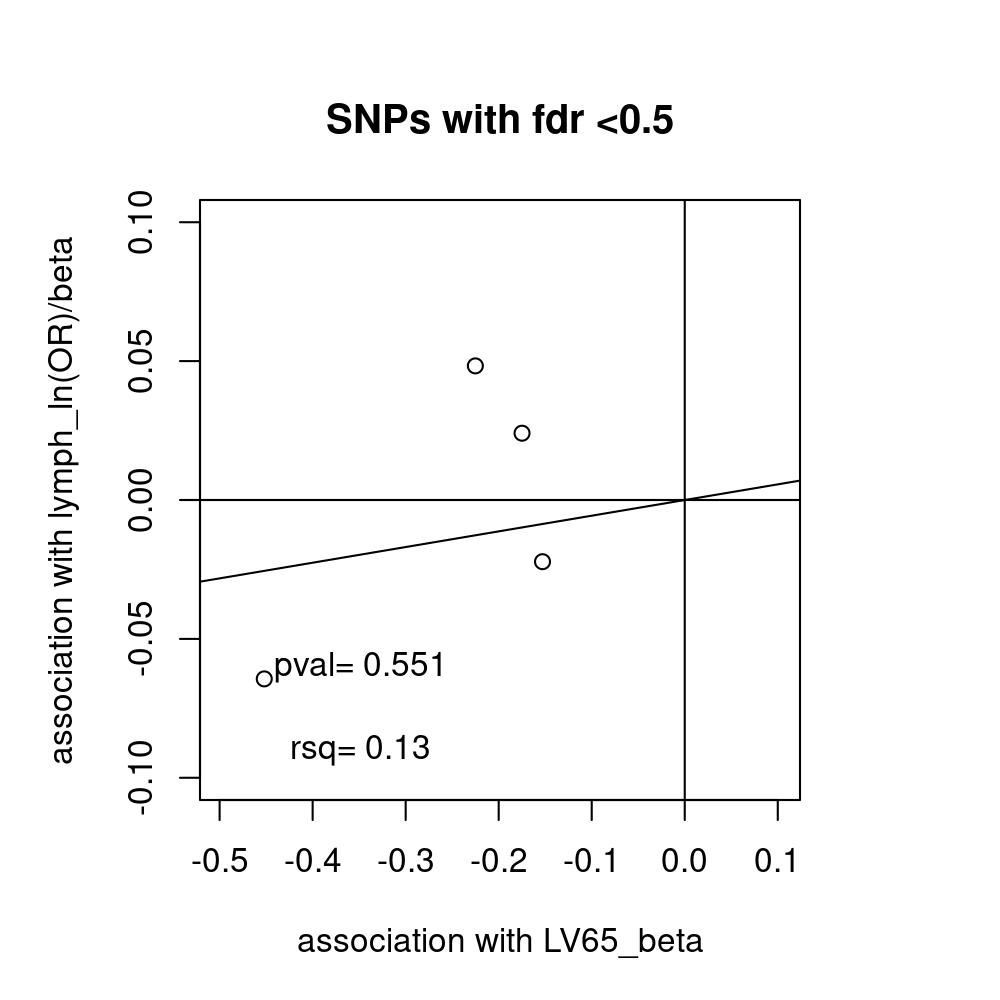 SNPs with fdr <0.5
association with lymph_ln(OR)/beta
0.10
0.05
0.00
-0.05
-0.10
pval= 0.551
rsq= 0.13
-0.5 -0.4 -0.3 -0.2 -0.1 0.0 0.1
association with LV65_beta